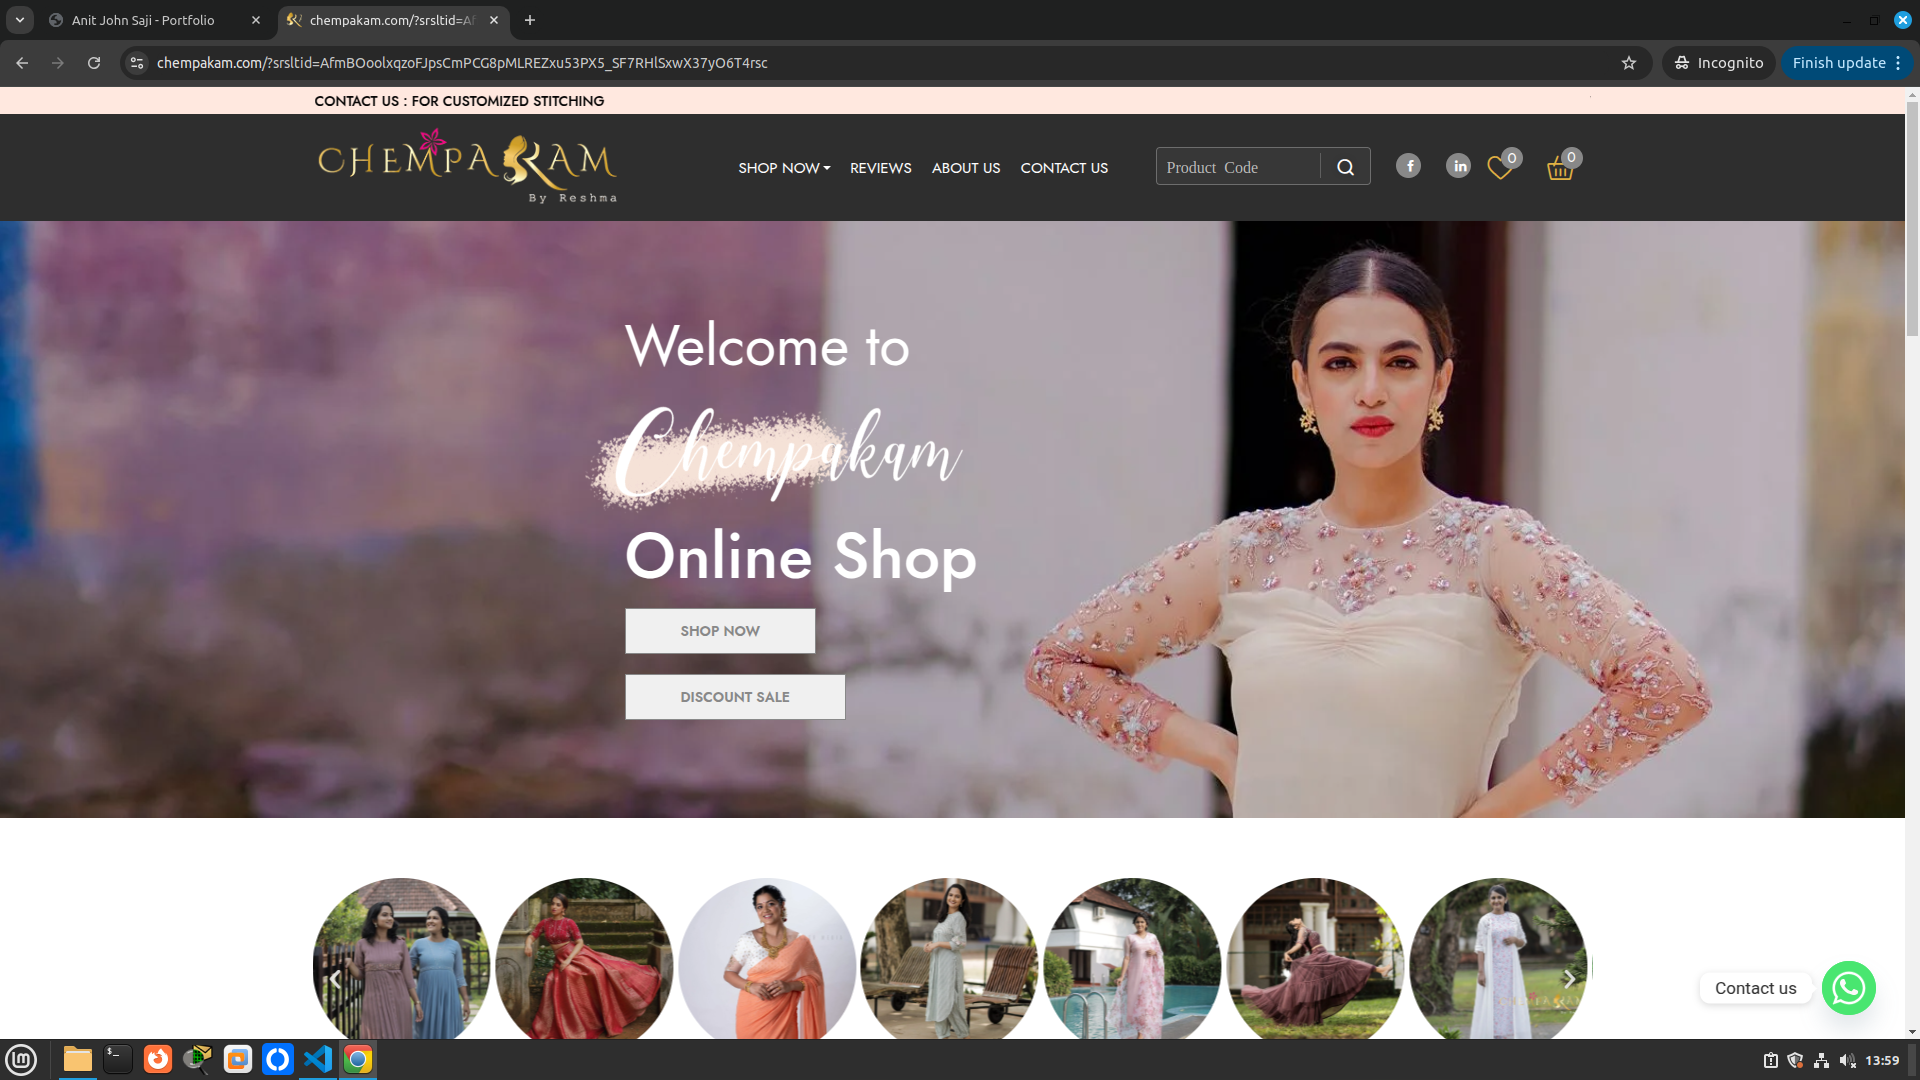 Anit John Saji - Portfolio
chempakam.com/?srsltid=Af
chempakam.com/?srsltid=AfmBOoolxqzoFJpsCmPCG8pMLREZxu53PX5_SF7RHlSxwX37yO6T4rsc
Incognito
Finish update
CONTACT US : FOR CUSTOMIZED STITCHING
CHEMPAKAM
By Reshma
SHOP NOW
REVIEWS
ABOUT US
CONTACT US
Product Code
0
0
Welcome to
Chempakam
Online Shop
SHOP NOW
DISCOUNT SALE
Contact us
13:59